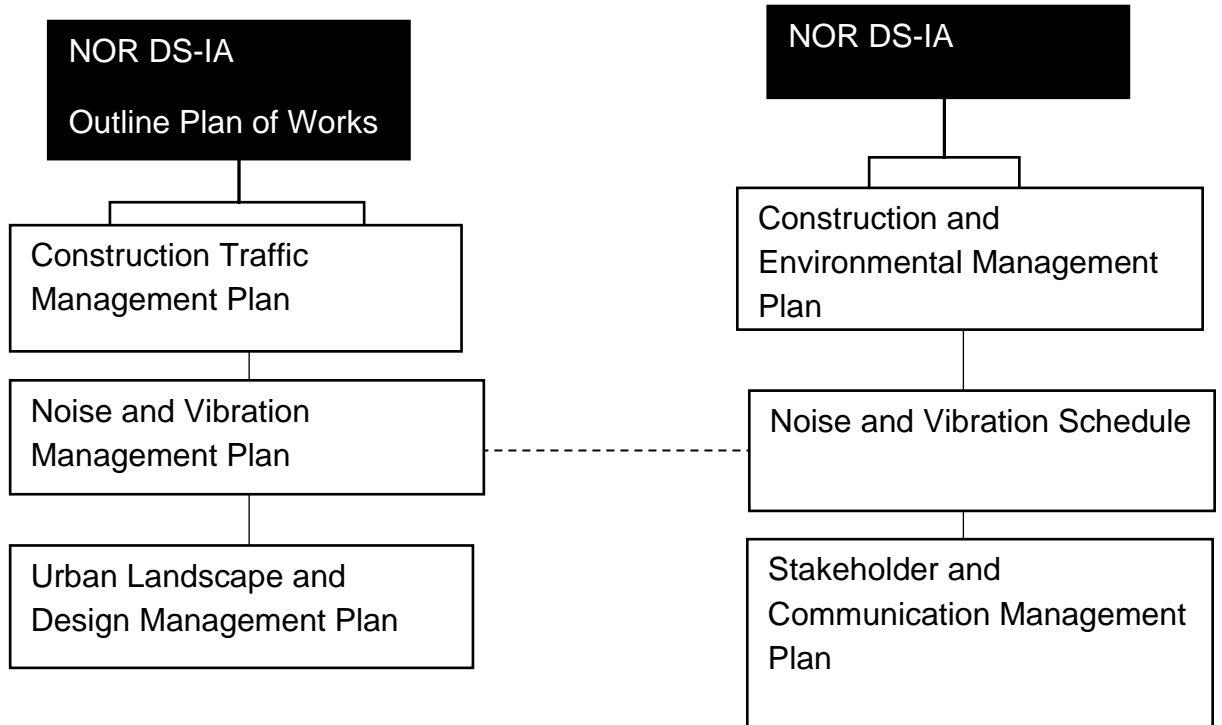 NOR DS-IA
Outline Plan of Works
Construction Traffic
Management Plan
Noise and Vibration
Management Plan
Urban Landscape and
Design Management Plan
NOR DS-IA
Construction and
Environmental Management
Plan
Noise and Vibration Schedule
Stakeholder and
Communication Management
Plan